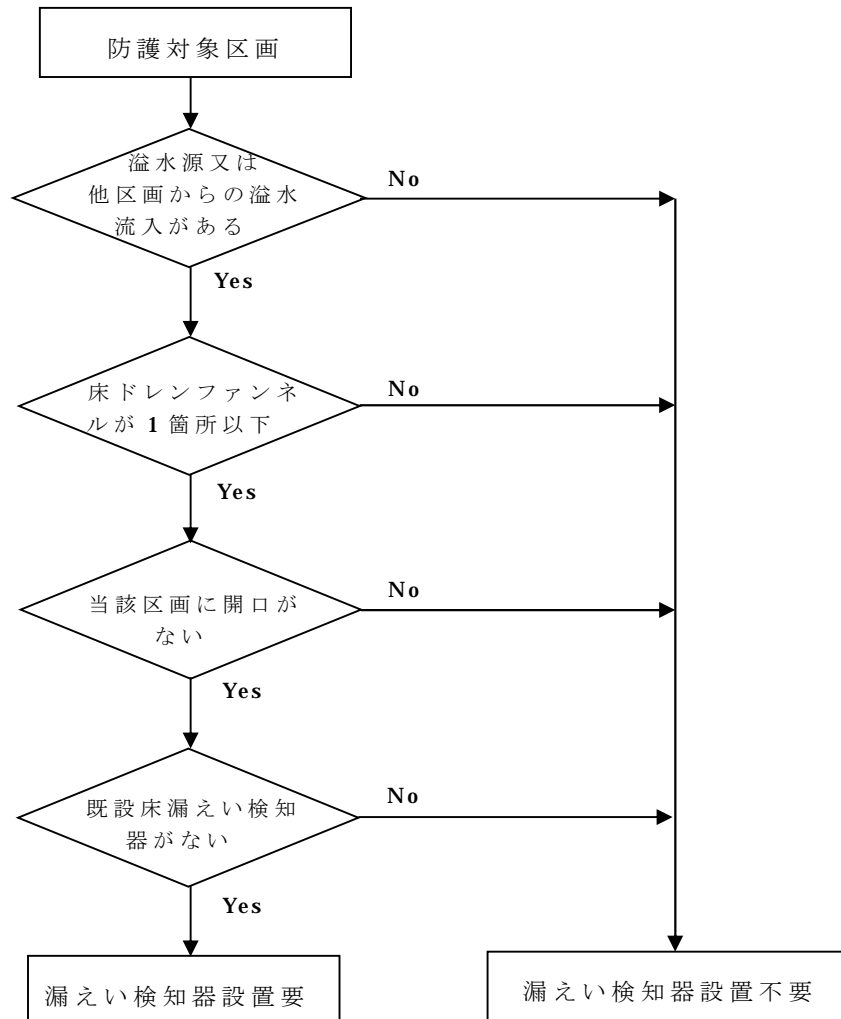 防護対象区画
溢水源又は
他区画からの溢水
流入がある
No
Yes
床ドレンファンネ
ルが 1 箇所以下
No
Yes
当該区画に開口が
ない
No
Yes
既設床漏えい検知
器がない
No
Yes
漏えい検知器設置要
漏えい検知器設置不要